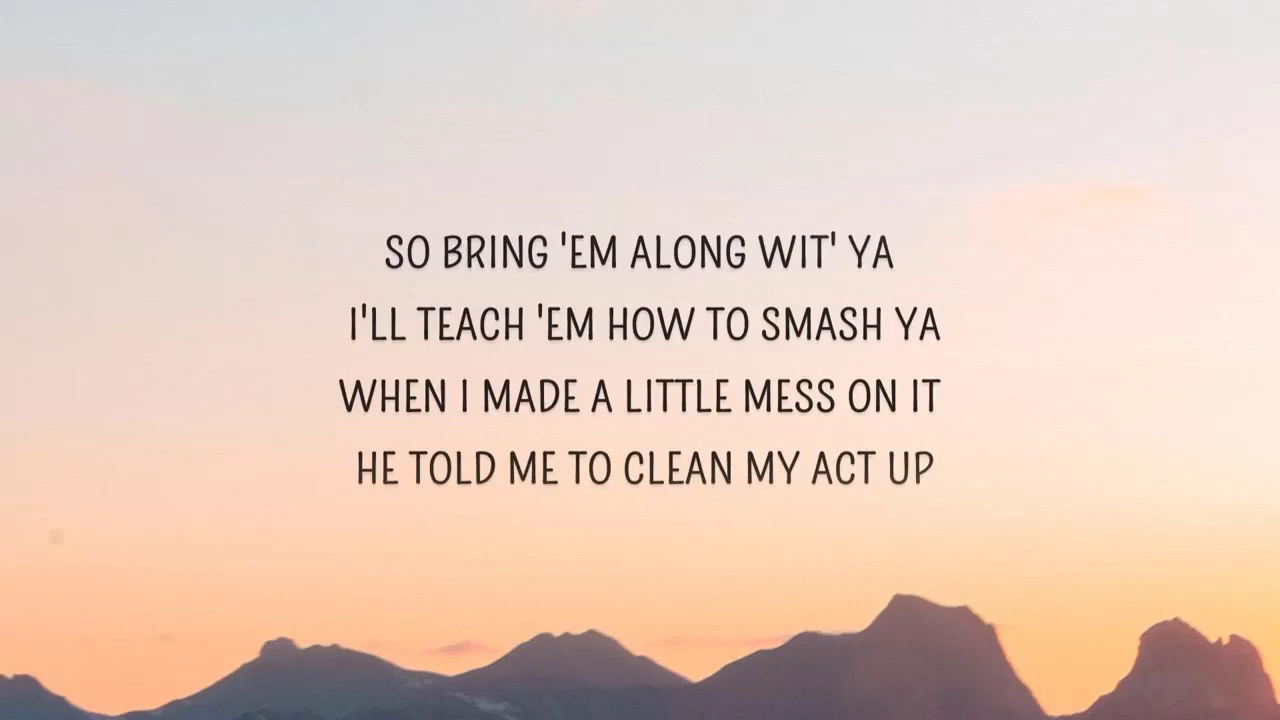 SO BRING 'EM ALONG WIT' YA
I'LL TEACH 'EM HOW TO SMASH YA
WHEN I MADE A LITTLE MESS ON IT
HE TOLD ME TO CLEAN MY ACT UP